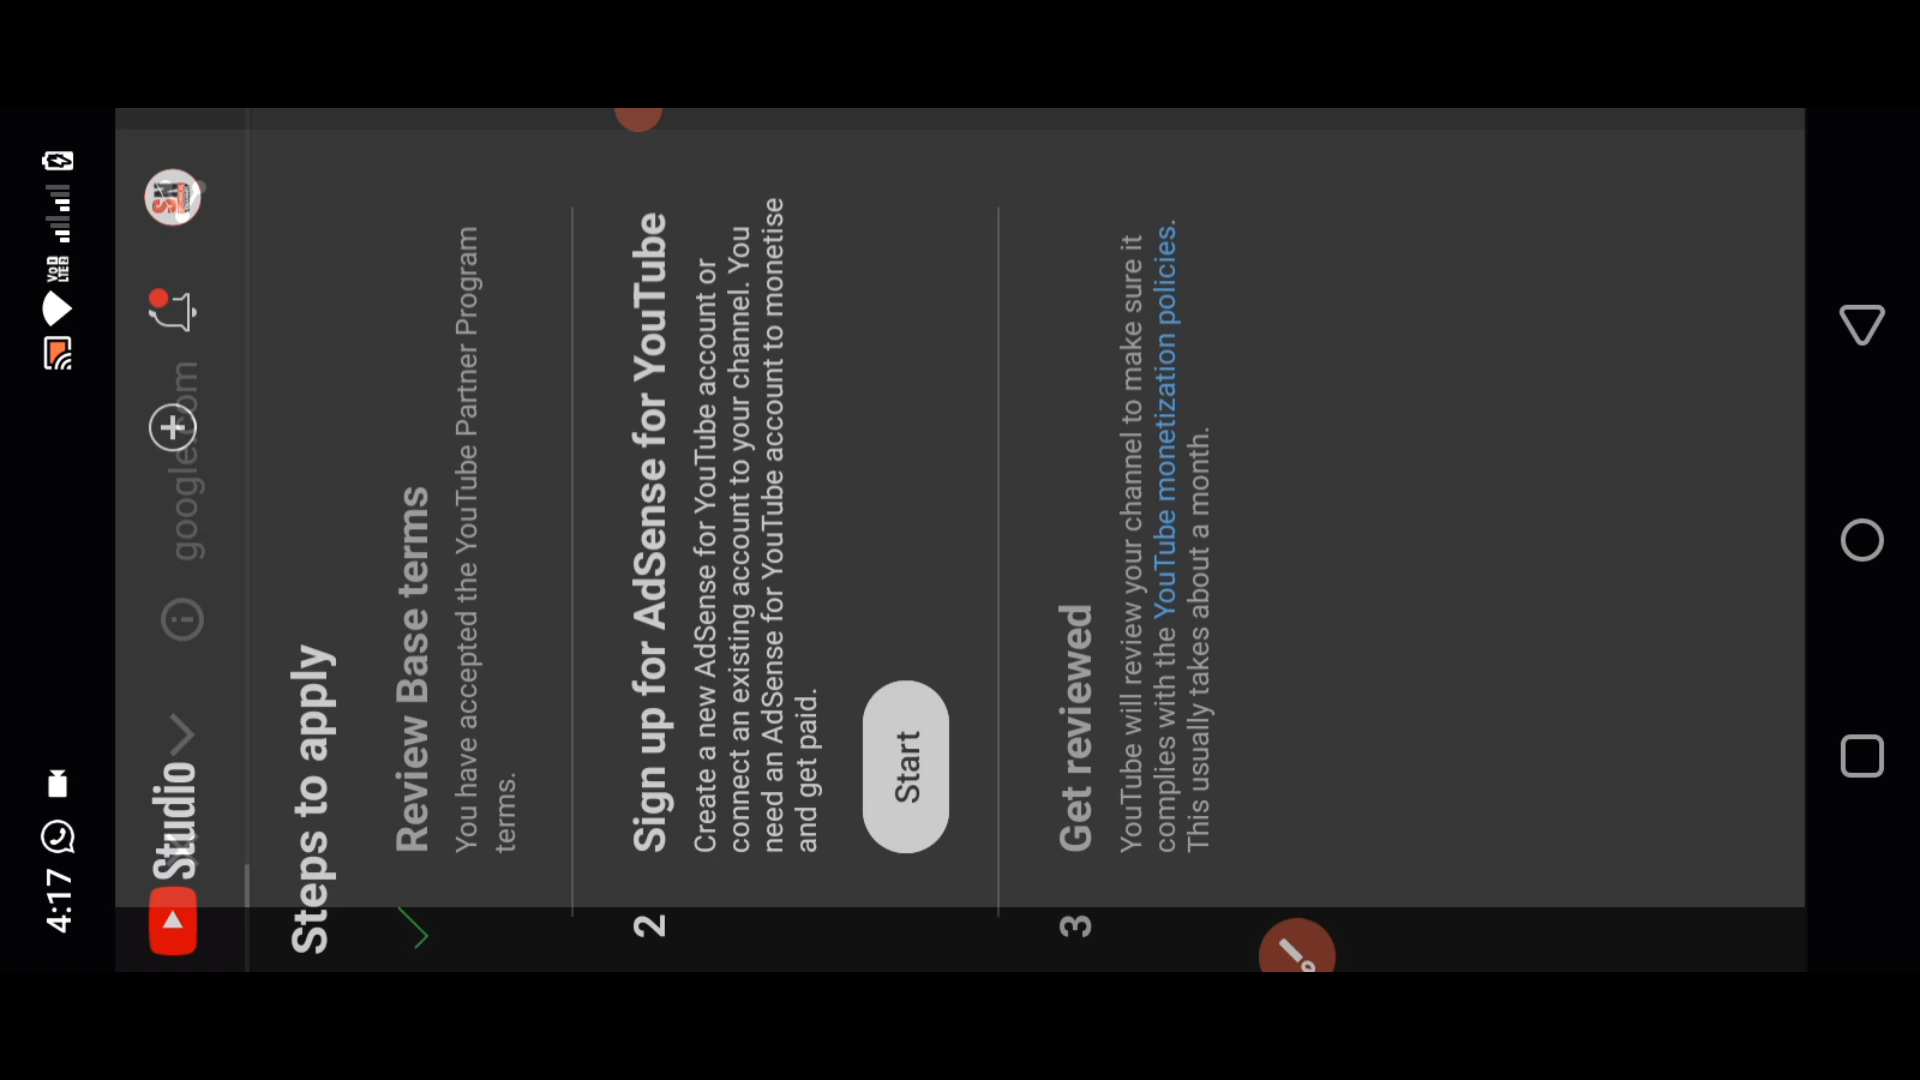 4:17
VoLTE1 LTE2
Studio
google.com
Steps to apply
Review Base terms
You have accepted the YouTube Partner Program
terms.
2
Sign up for AdSense for YouTube
Create a new AdSense for YouTube account or
connect an existing account to your channel. You
need an AdSense for YouTube account to monetise
and get paid.
Start
3
Get reviewed
YouTube will review your channel to make sure it
complies with the YouTube monetization policies.
This usually takes about a month.